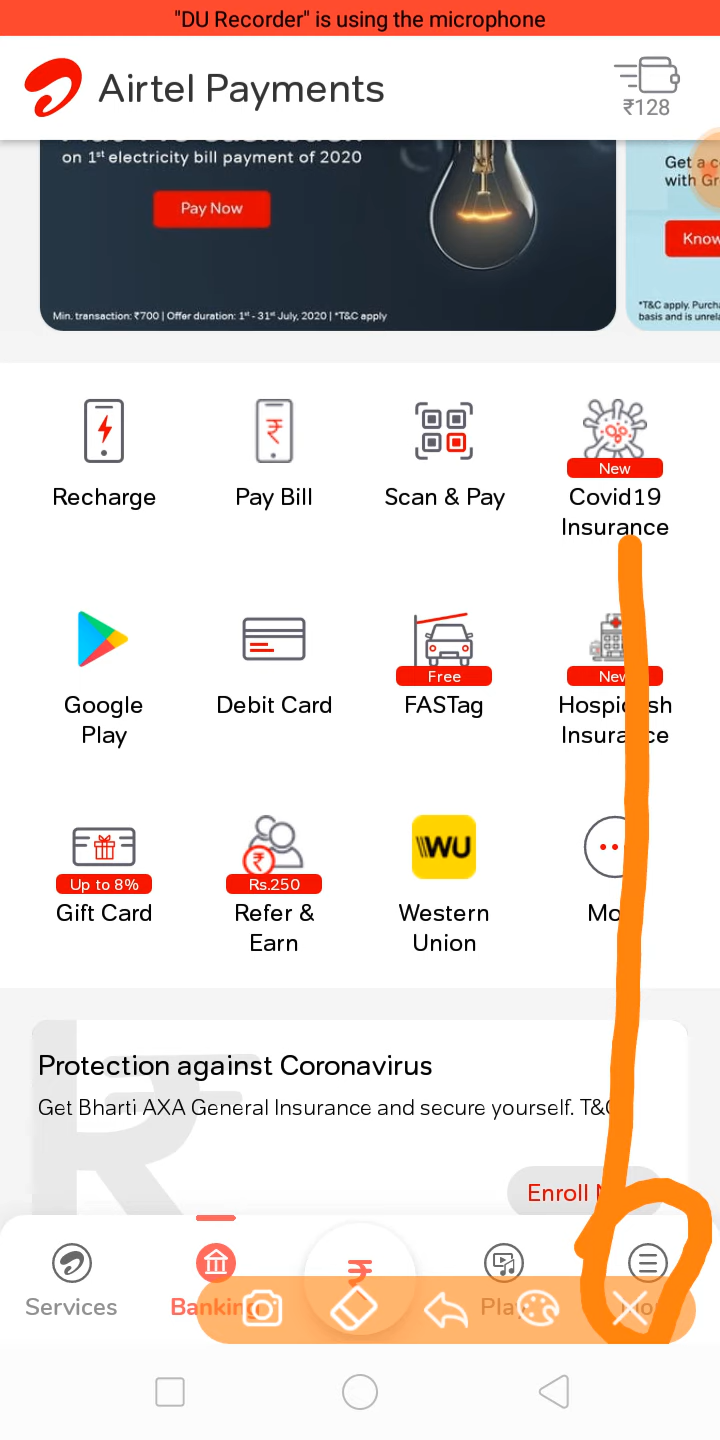 "DU Recorder" is using the microphone
Airtel Payments
₹128
on 1st electricity bill payment of 2020
Pay Now
Min. transaction: ₹700 | Offer duration: 1st - 31st July, 2020 | *T&C apply
Get a c
with Gr
Know
*T&C apply. Purcha
basis and is unrela
Recharge
Pay Bill
Scan & Pay
New
Covid19
Insurance
Google
Play
Debit Card
Free
FASTag
New
Insurance
Up to 8%
Gift Card
Rs.250
Refer &
Earn
WU
Western
Union
Mo
Protection against Coronavirus
Get Bharti AXA General Insurance and secure yourself. T&C
Enroll
Services
Banking
Play